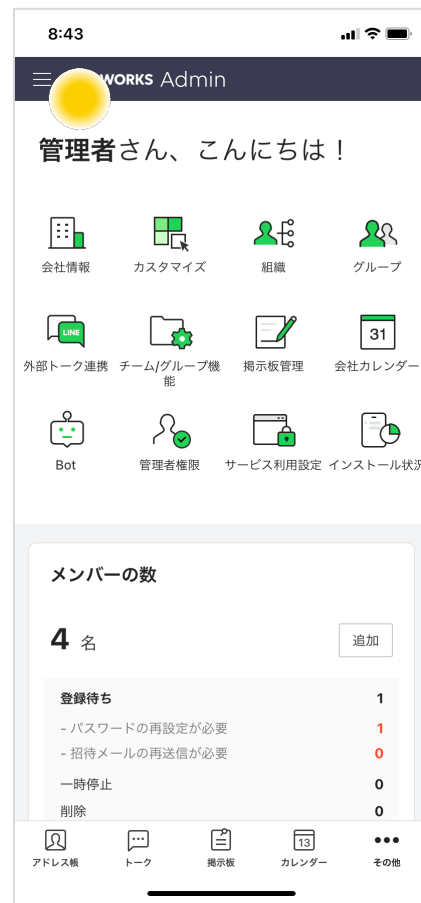 8:43
WORKS Admin
管理者さん、こんにちは！
会社情報
カスタマイズ
組織
グループ
LINE
31
外部トーク連携
チーム/グループ機
能
掲示板管理
会社カレンダー
Bot
管理者権限
サービス利用設定
インストール状況
メンバーの数
4 名
追加
登録待ち 1
- パスワードの再設定が必要 1
- 招待メールの再送信が必要 0
一時停止 0
削除 0
13
アドレス帳
トーク
掲示板
カレンダー
その他